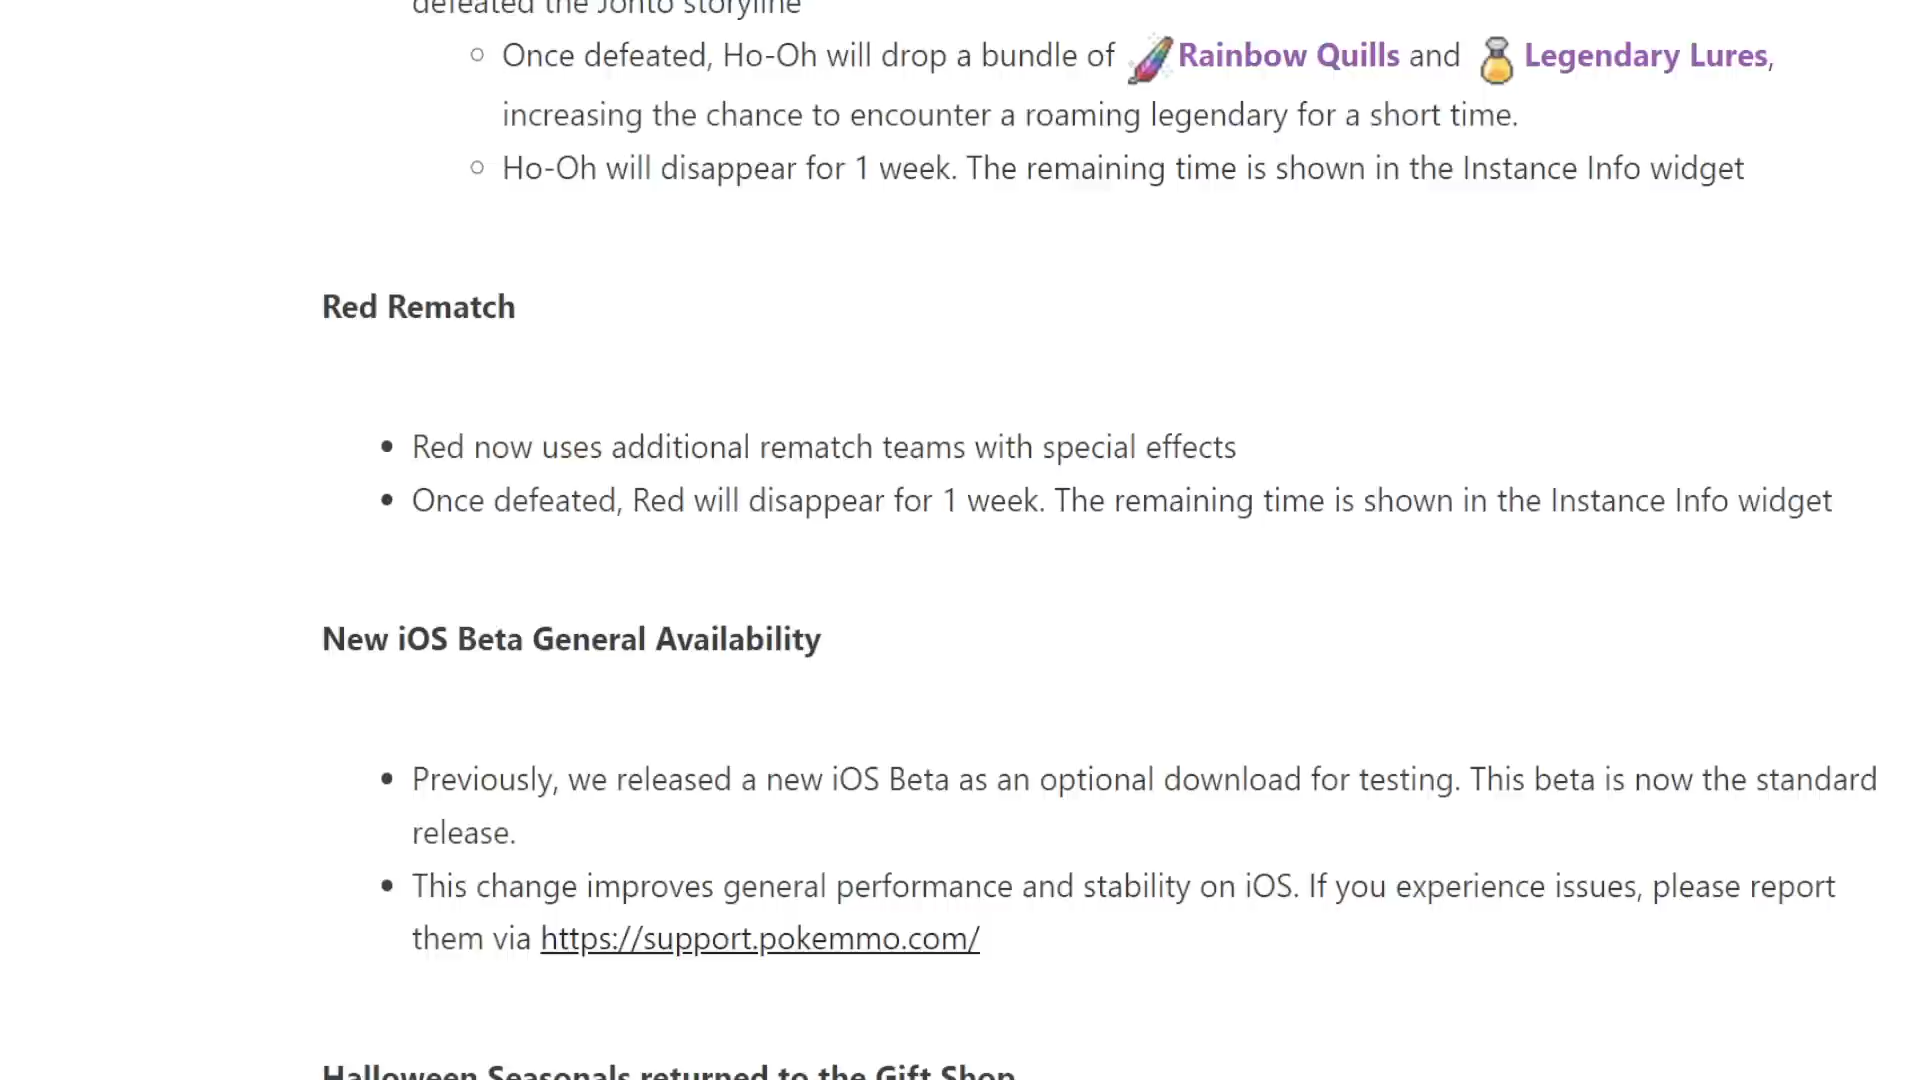 defeated the Johto storyline
Once defeated, Ho-Oh will drop a bundle of Rainbow Quills and Legendary Lures,
increasing the chance to encounter a roaming legendary for a short time.
Ho-Oh will disappear for 1 week. The remaining time is shown in the Instance Info widget
Red Rematch
Red now uses additional rematch teams with special effects
Once defeated, Red will disappear for 1 week. The remaining time is shown in the Instance Info widget
New iOS Beta General Availability
Previously, we released a new iOS Beta as an optional download for testing. This beta is now the standard
release.
This change improves general performance and stability on iOS. If you experience issues, please report
them via https://support.pokemmo.com/
Halloween Seasonals returned to the Gift Shop